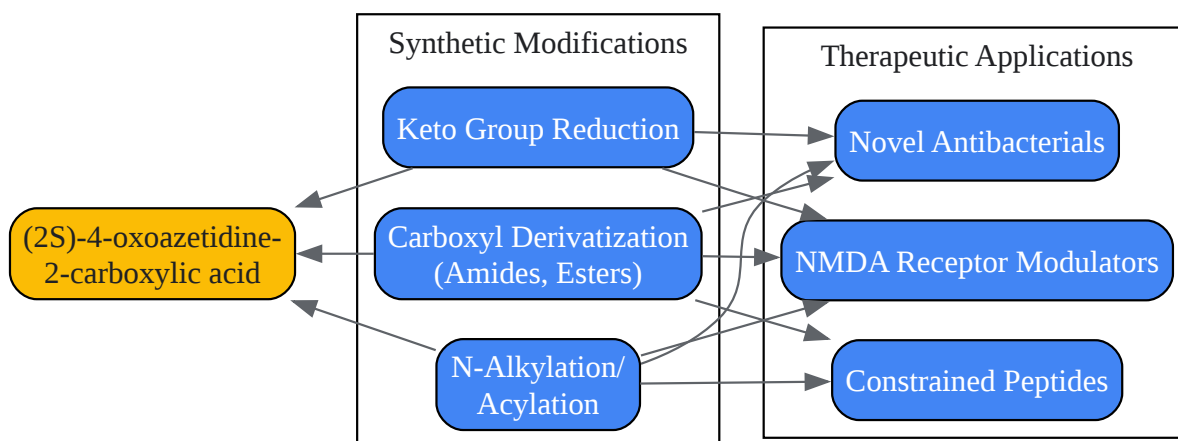 Synthetic Modifications
Therapeutic Applications
Keto Group Reduction
Novel Antibacterials
(2S)-4-oxoazetidine-
2-carboxylic acid
Carboxyl Derivatization
(Amides, Esters)
NMDA Receptor Modulators
N-Alkylation/
Acylation
Constrained Peptides